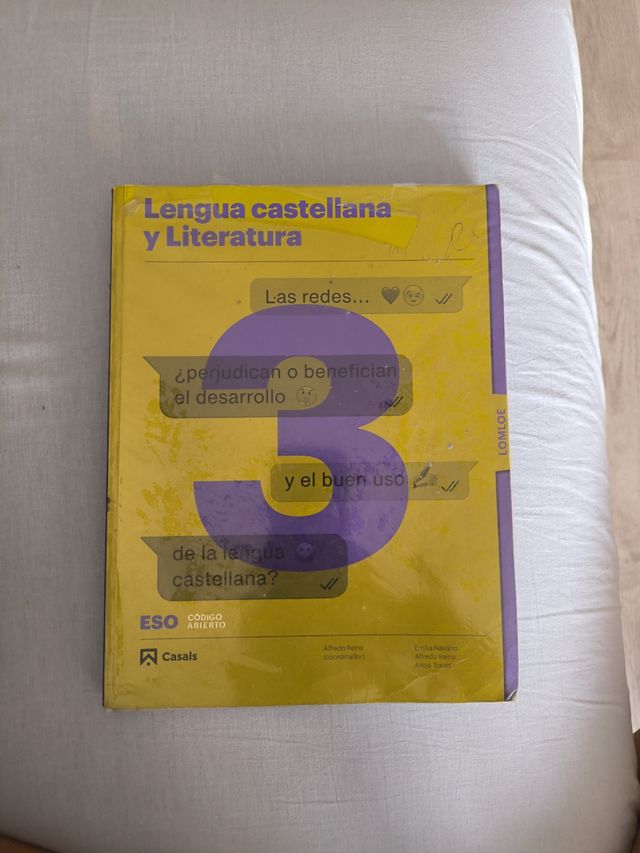 Lengua castellana
y Literatura
Las redes...
¿perjudican o benefician
el desarrollo
3
y el buen uso
de la lengua
castellana?
LOMLOE
ESO
CÓDIGO
ABIERTO
Casals
Alfredo Reina
(coordinador)
Emilia Navarro
Alfredo Reina
Alicia Torres